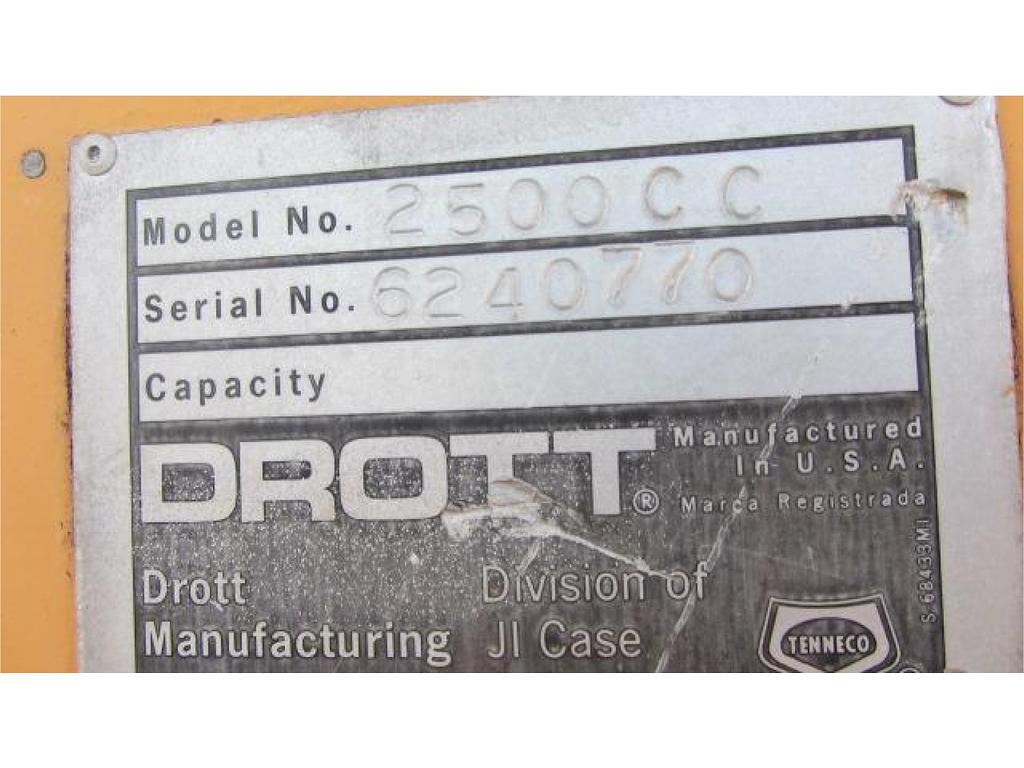 Model No. 2500CC
Serial No. 6240770
Capacity
DROTT®
Manufactured
In U.S.A.
Marca Registrada
S 68433M1
Drott
Manufacturing
Division of
JI Case
TENNECO